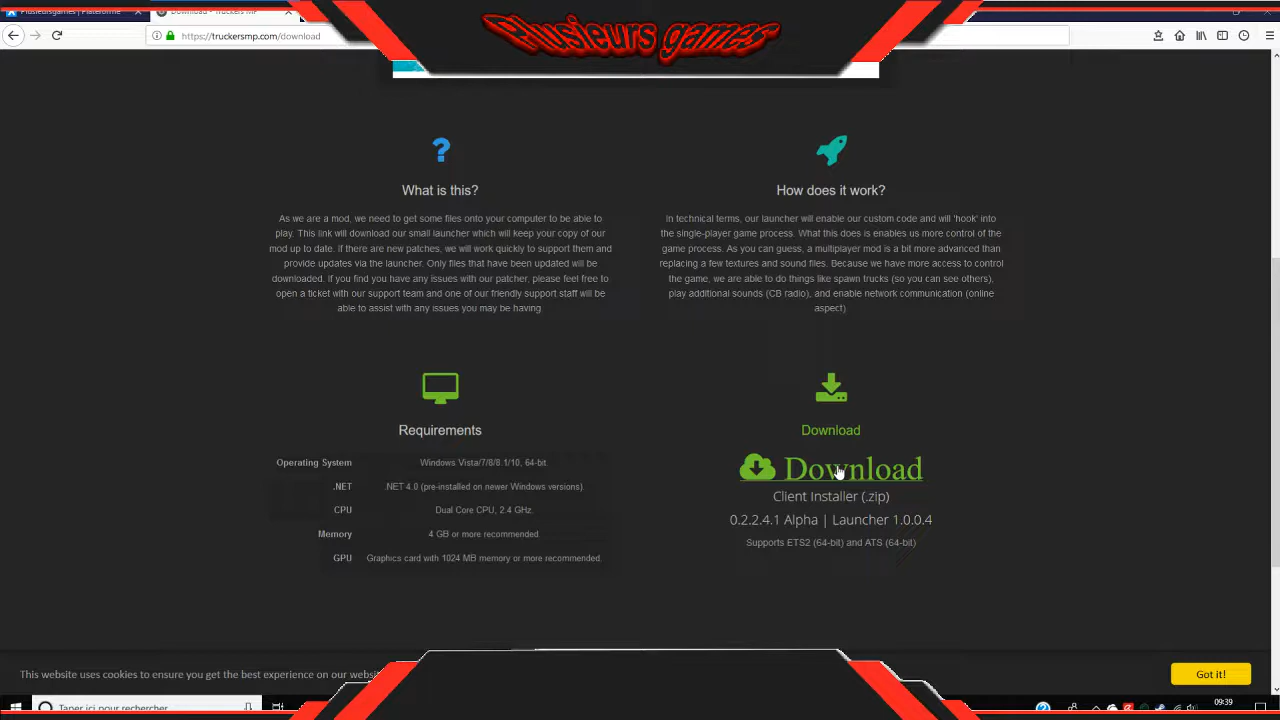 Plusieursgames | Plateforme
Download - Truckers MP
Plusieurs games
https://truckersmp.com/download
What is this?
As we are a mod, we need to get some files onto your computer to be able to
play. This link will download our small launcher which will keep your copy of our
mod up to date. If there are new patches, we will work quickly to support them and
provide updates via the launcher. Only files that have been updated will be
downloaded. If you find you have any issues with our patcher, please feel free to
open a ticket with our support team and one of our friendly support staff will be
able to assist with any issues you may be having.
How does it work?
In technical terms, our launcher will enable our custom code and will 'hook' into
the single-player game process. What this does is enables us more control of the
game process. As you can guess, a multiplayer mod is a bit more advanced than
replacing a few textures and sound files. Because we have more access to control
the game, we are able to do things like spawn trucks (so you can see others),
play additional sounds (CB radio), and enable network communication (online
aspect)
Requirements
Operating System Windows Vista/7/8/8.1/10, 64-bit.
.NET .NET 4.0 (pre-installed on newer Windows versions)
CPU Dual Core CPU, 2.4 GHz.
Memory 4 GB or more recommended.
GPU Graphics card with 1024 MB memory or more recommended.
Download
Download
Client Installer (.zip)
0.2.2.4.1 Alpha | Launcher 1.0.0.4
Supports ETS2 (64-bit) and ATS (64-bit)
This website uses cookies to ensure you get the best experience on our
Got it!
Taper ici pour rechercher
09:39